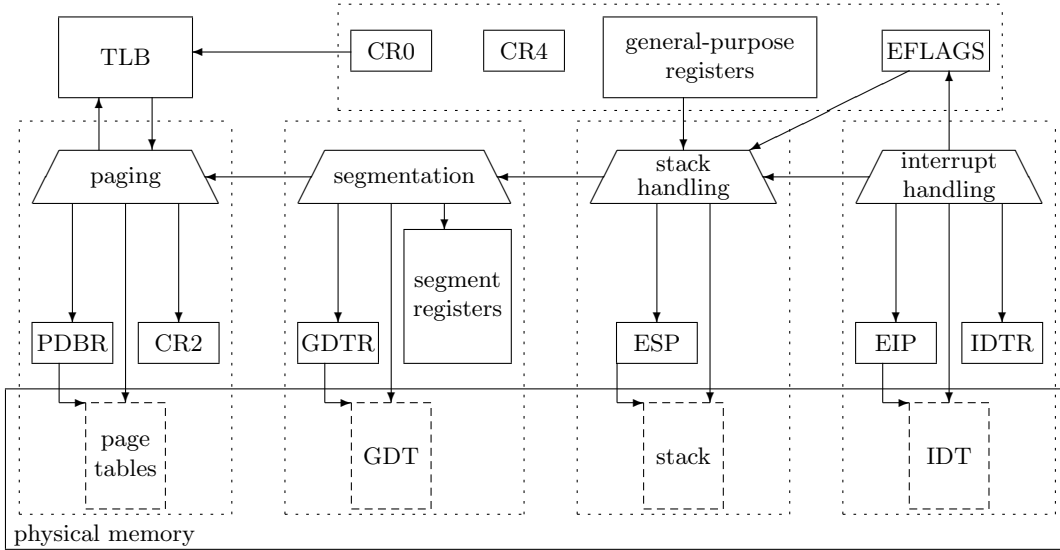 TLB
CR0
CR4
general-purpose
registers
EFLAGS
paging
segmentation
stack
handling
interrupt
handling
segment
registers
PDBR
CR2
GDTR
ESP
EIP
IDTR
page
tables
GDT
stack
IDT
physical memory